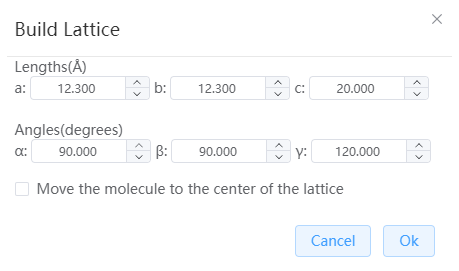 Build Lattice
Lengths(Å)
a: 12.300 b: 12.300 c: 20.000
Angles(degrees)
α: 90.000 β: 90.000 γ: 120.000
Move the molecule to the center of the lattice
Cancel Ok